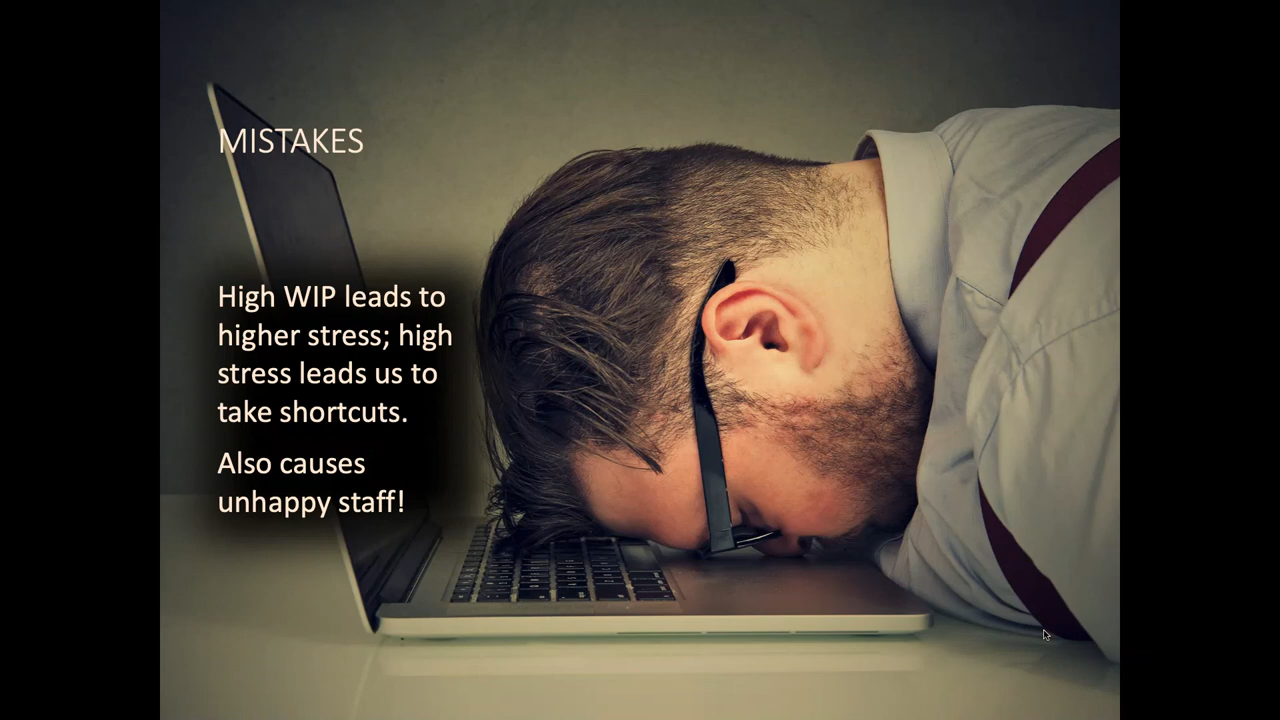 MISTAKES
High WIP leads to
higher stress; high
stress leads us to
take shortcuts.
Also causes
unhappy staff!